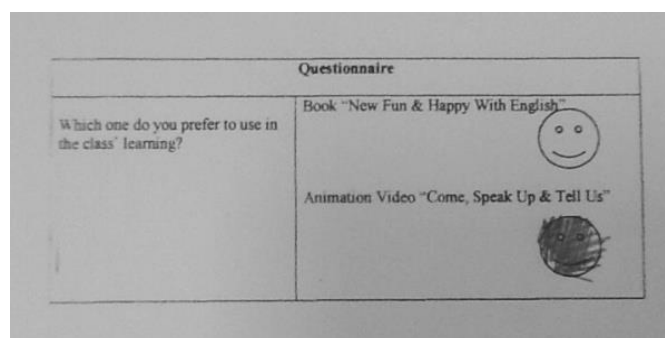 Questionnaire
Which one do you prefer to use in
the class' learning?
Book "New Fun & Happy With English"
Animation Video "Come, Speak Up & Tell Us"